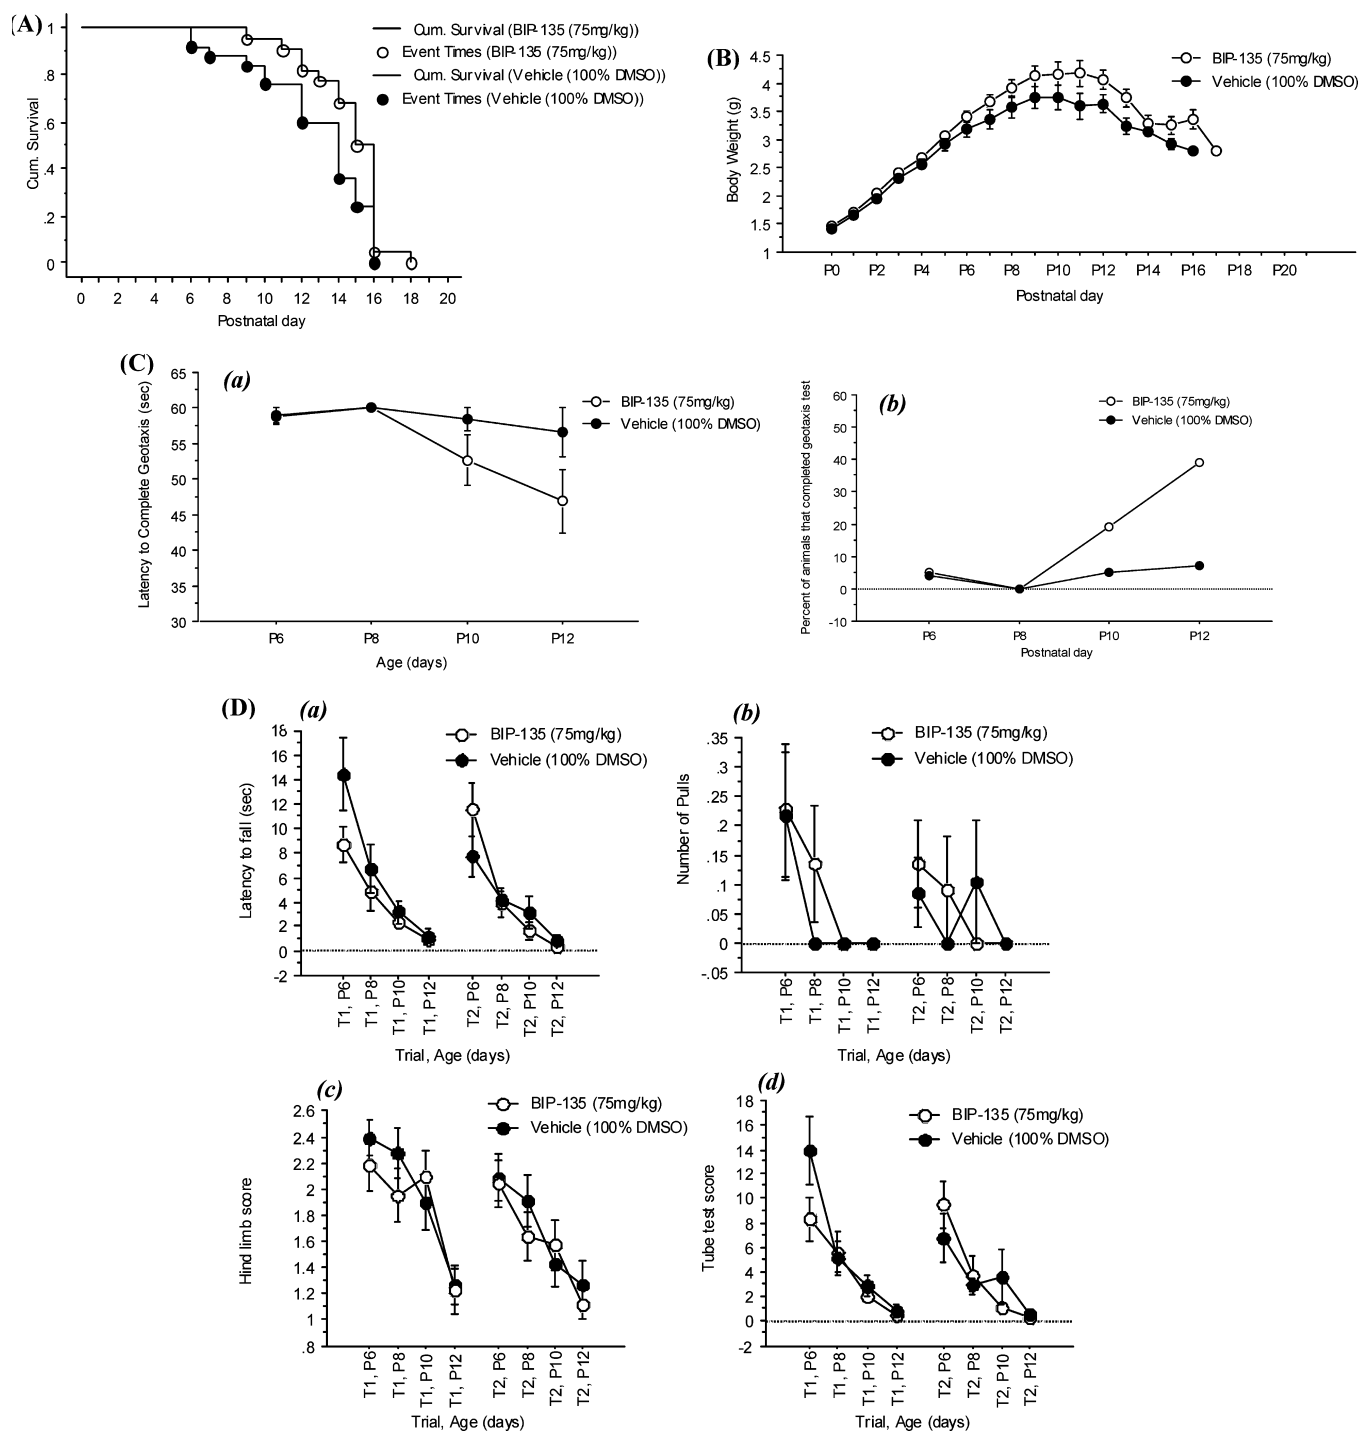 (A)
Cum. Survival (BIP-135 (75mg/kg))
Event Times (BIP-135 (75mg/kg))
Cum. Survival (Vehicle (100% DMSO))
Event Times (Vehicle (100% DMSO))
Cum. Survival
1
.8
.6
.4
.2
0
0 2 4 6 8 10 12 14 16 18 20
Postnatal day
(B)
BIP-135 (75mg/kg)
Vehicle (100% DMSO)
Body Weight (g)
4.5
4
3.5
3
2.5
2
1.5
1
P0 P2 P4 P6 P8 P10 P12 P14 P16 P18 P20
Postnatal day
(C)
(a)
BIP-135 (75mg/kg)
Vehicle (100% DMSO)
Latency to Complete Geotaxis (sec)
65
60
55
50
45
40
35
30
P6 P8 P10 P12
Age (days)
(b)
BIP-135 (75mg/kg)
Vehicle (100% DMSO)
Percent of animals that completed geotaxis test
60
50
40
30
20
10
0
-10
P6 P8 P10 P12
Postnatal day
(D)
(a)
BIP-135 (75mg/kg)
Vehicle (100% DMSO)
Latency to fall (sec)
18
16
14
12
10
8
6
4
2
0
-2
T1, P6 T1, P8 T1, P10 T1, P12 T2, P6 T2, P8 T2, P10 T2, P12
Trial, Age (days)
(b)
BIP-135 (75mg/kg)
Vehicle (100% DMSO)
Number of Pulls
.35
.3
.25
.2
.15
.1
.05
0
-.05
T1, P6 T1, P8 T1, P10 T1, P12 T2, P6 T2, P8 T2, P10 T2, P12
Trial, Age (days)
(c)
BIP-135 (75mg/kg)
Vehicle (100% DMSO)
Hind limb score
2.6
2.4
2.2
2
1.8
1.6
1.4
1.2
1
.8
T1, P6 T1, P8 T1, P10 T1, P12 T2, P6 T2, P8 T2, P10 T2, P12
Trial, Age (days)
(d)
BIP-135 (75mg/kg)
Vehicle (100% DMSO)
Tube test score
18
16
14
12
10
8
6
4
2
0
-2
T1, P6 T1, P8 T1, P10 T1, P12 T2, P6 T2, P8 T2, P10 T2, P12
Trial, Age (days)